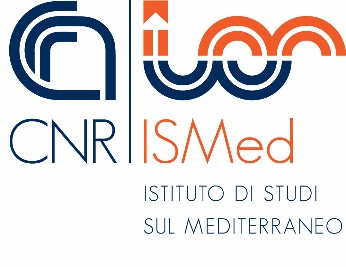 CNR ISMed
ISTITUTO DI STUDI
SUL MEDITERRANEO